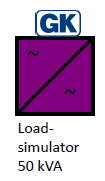 GK
~
~
Load-
simulator
50 kVA